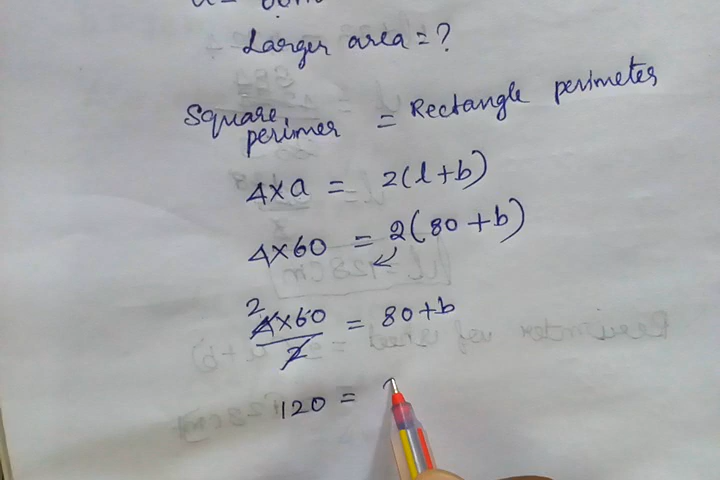 Larger area = ?
Square perimer = Rectangle perimeter
4 × a = 2(l + b)
4 × 60 = 2(80 + b)
2
4 × 60 / 2 = 80 + b
120 =